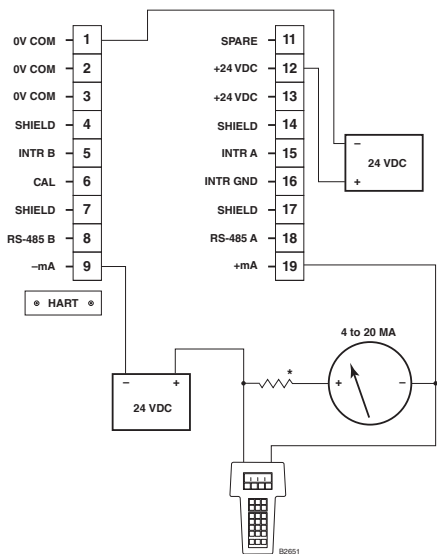 0V COM 1
0V COM 2
0V COM 3
SHIELD 4
INTR B 5
CAL 6
SHIELD 7
RS-485 B 8
–mA 9
HART
SPARE 11
+24 VDC 12
+24 VDC 13
SHIELD 14
INTR A 15
INTR GND 16
SHIELD 17
RS-485 A 18
+mA 19
–
24 VDC
+
4 to 20 MA
– +
24 VDC
*
+ –
B2651